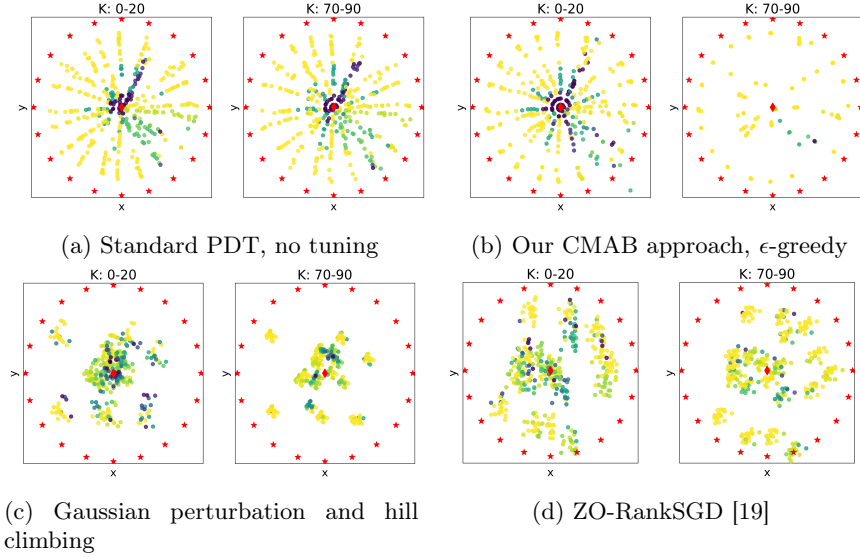 K: 0-20
K: 70-90
K: 0-20
K: 70-90
y
x
y
x
(a) Standard PDT, no tuning
(b) Our CMAB approach, ϵ-greedy
K: 0-20
K: 70-90
K: 0-20
K: 70-90
y
x
y
x
(c) Gaussian perturbation and hill
climbing
(d) ZO-RankSGD [19]